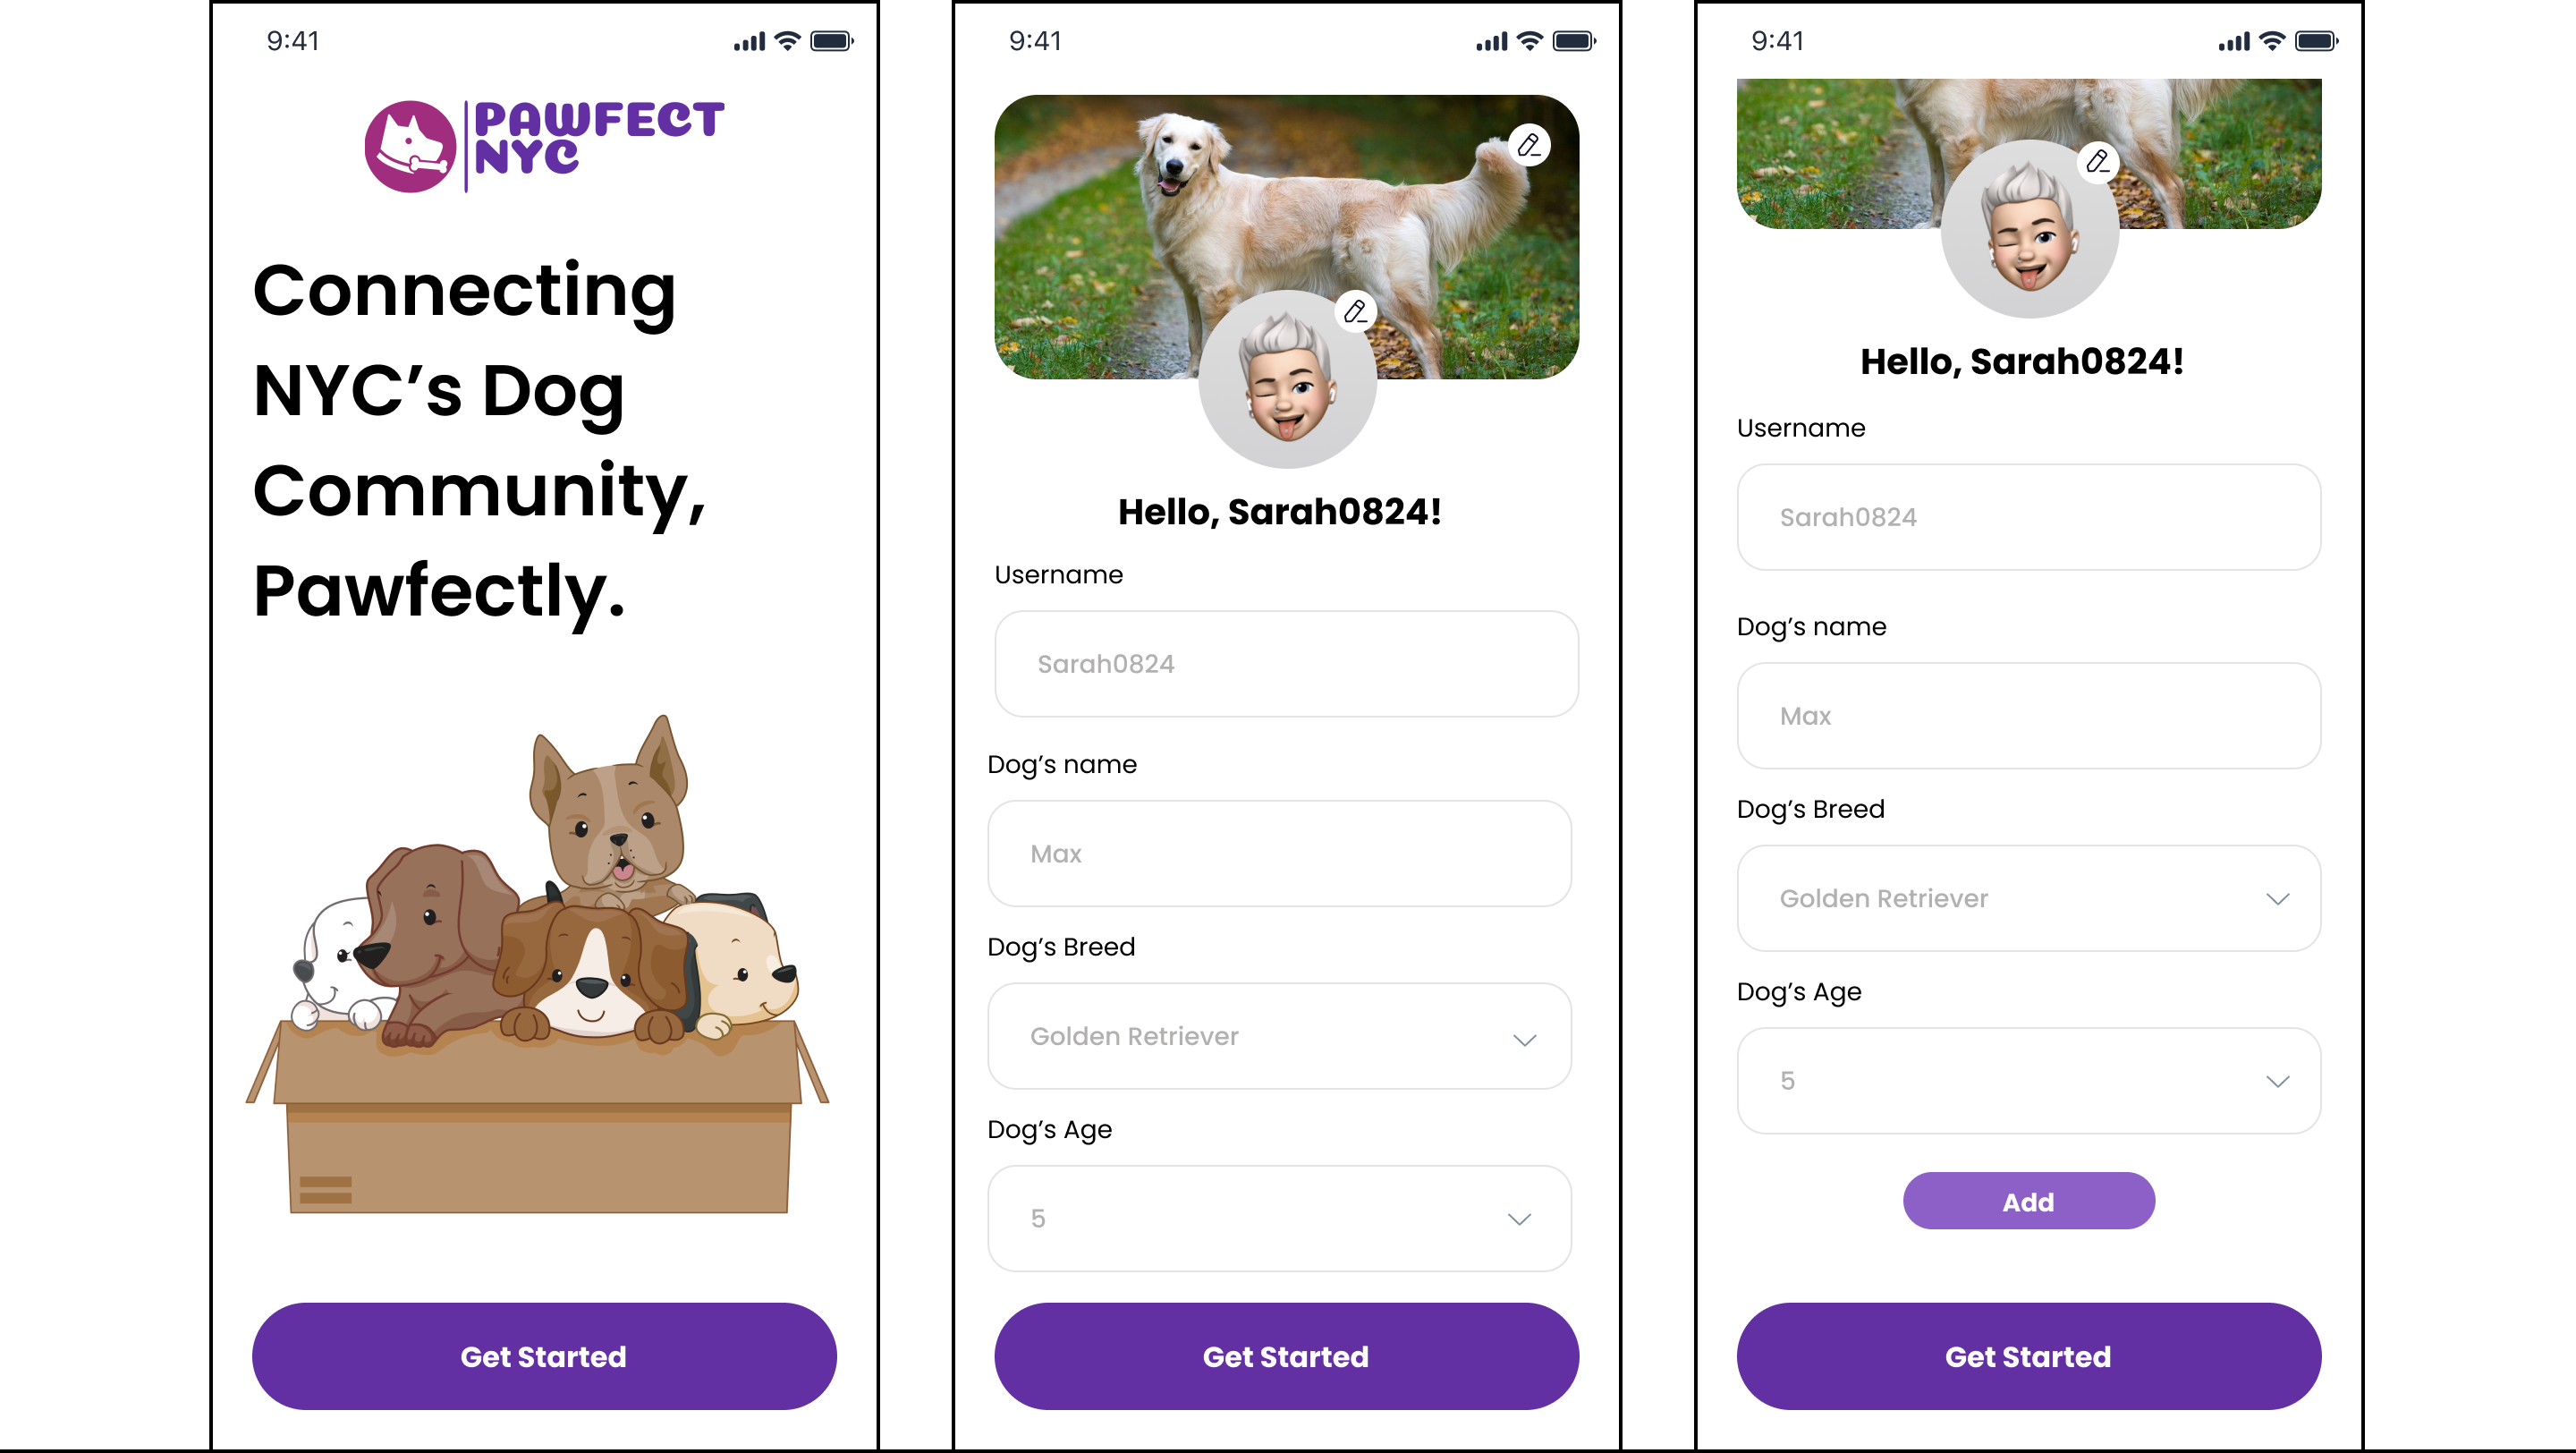 9:41
PAWFECT
NYC
Connecting
NYC’s Dog
Community,
Pawfectly.
Get Started
9:41
Hello, Sarah0824!
Username
Sarah0824
Dog’s name
Max
Dog’s Breed
Golden Retriever
Dog’s Age
5
Get Started
9:41
Hello, Sarah0824!
Username
Sarah0824
Dog’s name
Max
Dog’s Breed
Golden Retriever
Dog’s Age
5
Add
Get Started